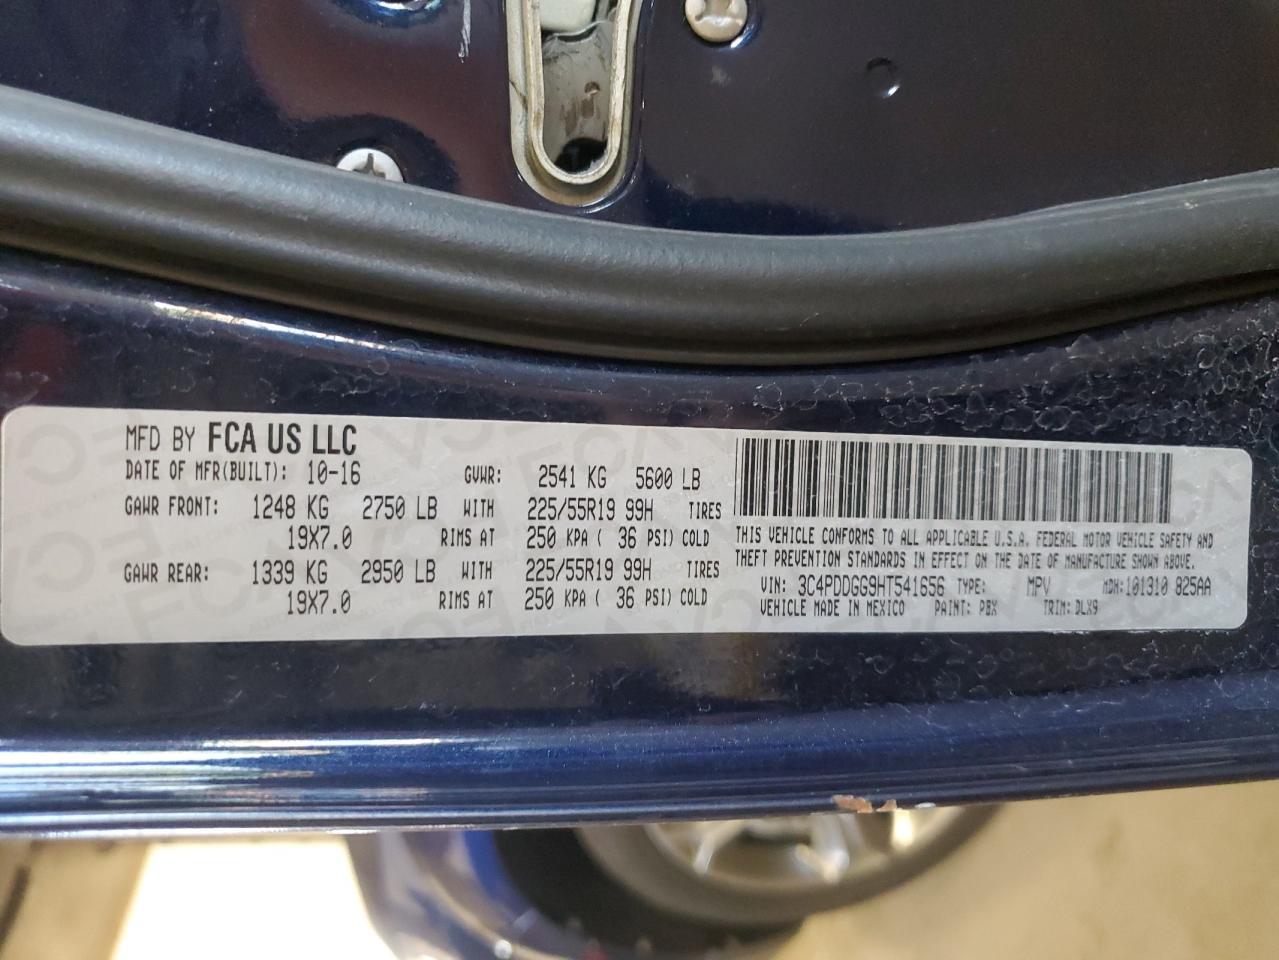 MFD BY FCA US LLC
DATE OF MFR(BUILT): 10-16 GVWR: 2541 KG 5600 LB
GAWR FRONT: 1248 KG 2750 LB WITH 225/55R19 99H TIRES
19X7.0 RIMS AT 250 KPA ( 36 PSI) COLD
GAWR REAR: 1339 KG 2950 LB WITH 225/55R19 99H TIRES
19X7.0 RIMS AT 250 KPA ( 36 PSI) COLD
THIS VEHICLE CONFORMS TO ALL APPLICABLE U.S.A. FEDERAL MOTOR VEHICLE SAFETY AND
THEFT PREVENTION STANDARDS IN EFFECT ON THE DATE OF MANUFACTURE SHOWN ABOVE.
VIN: 3C4PDDGG9HT541656 TYPE: MPV MDH:101310 825AA
VEHICLE MADE IN MEXICO PAINT: PBX TRIM: DLX9